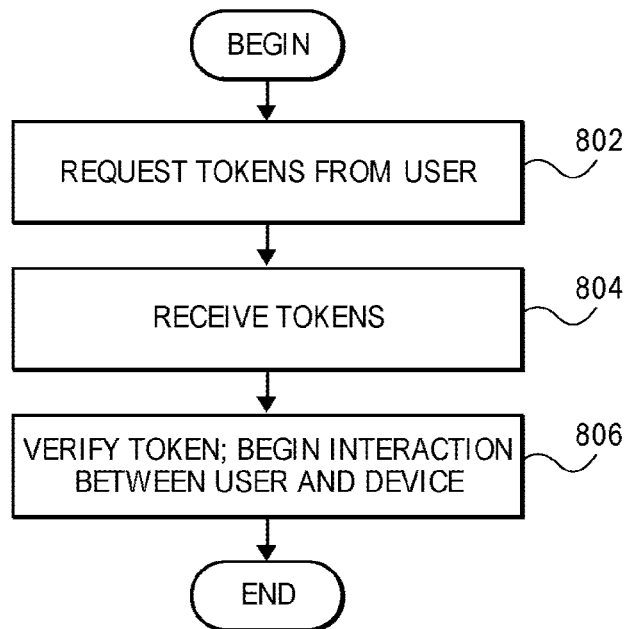 BEGIN
REQUEST TOKENS FROM USER
802
RECEIVE TOKENS
804
VERIFY TOKEN; BEGIN INTERACTION
BETWEEN USER AND DEVICE
806
END